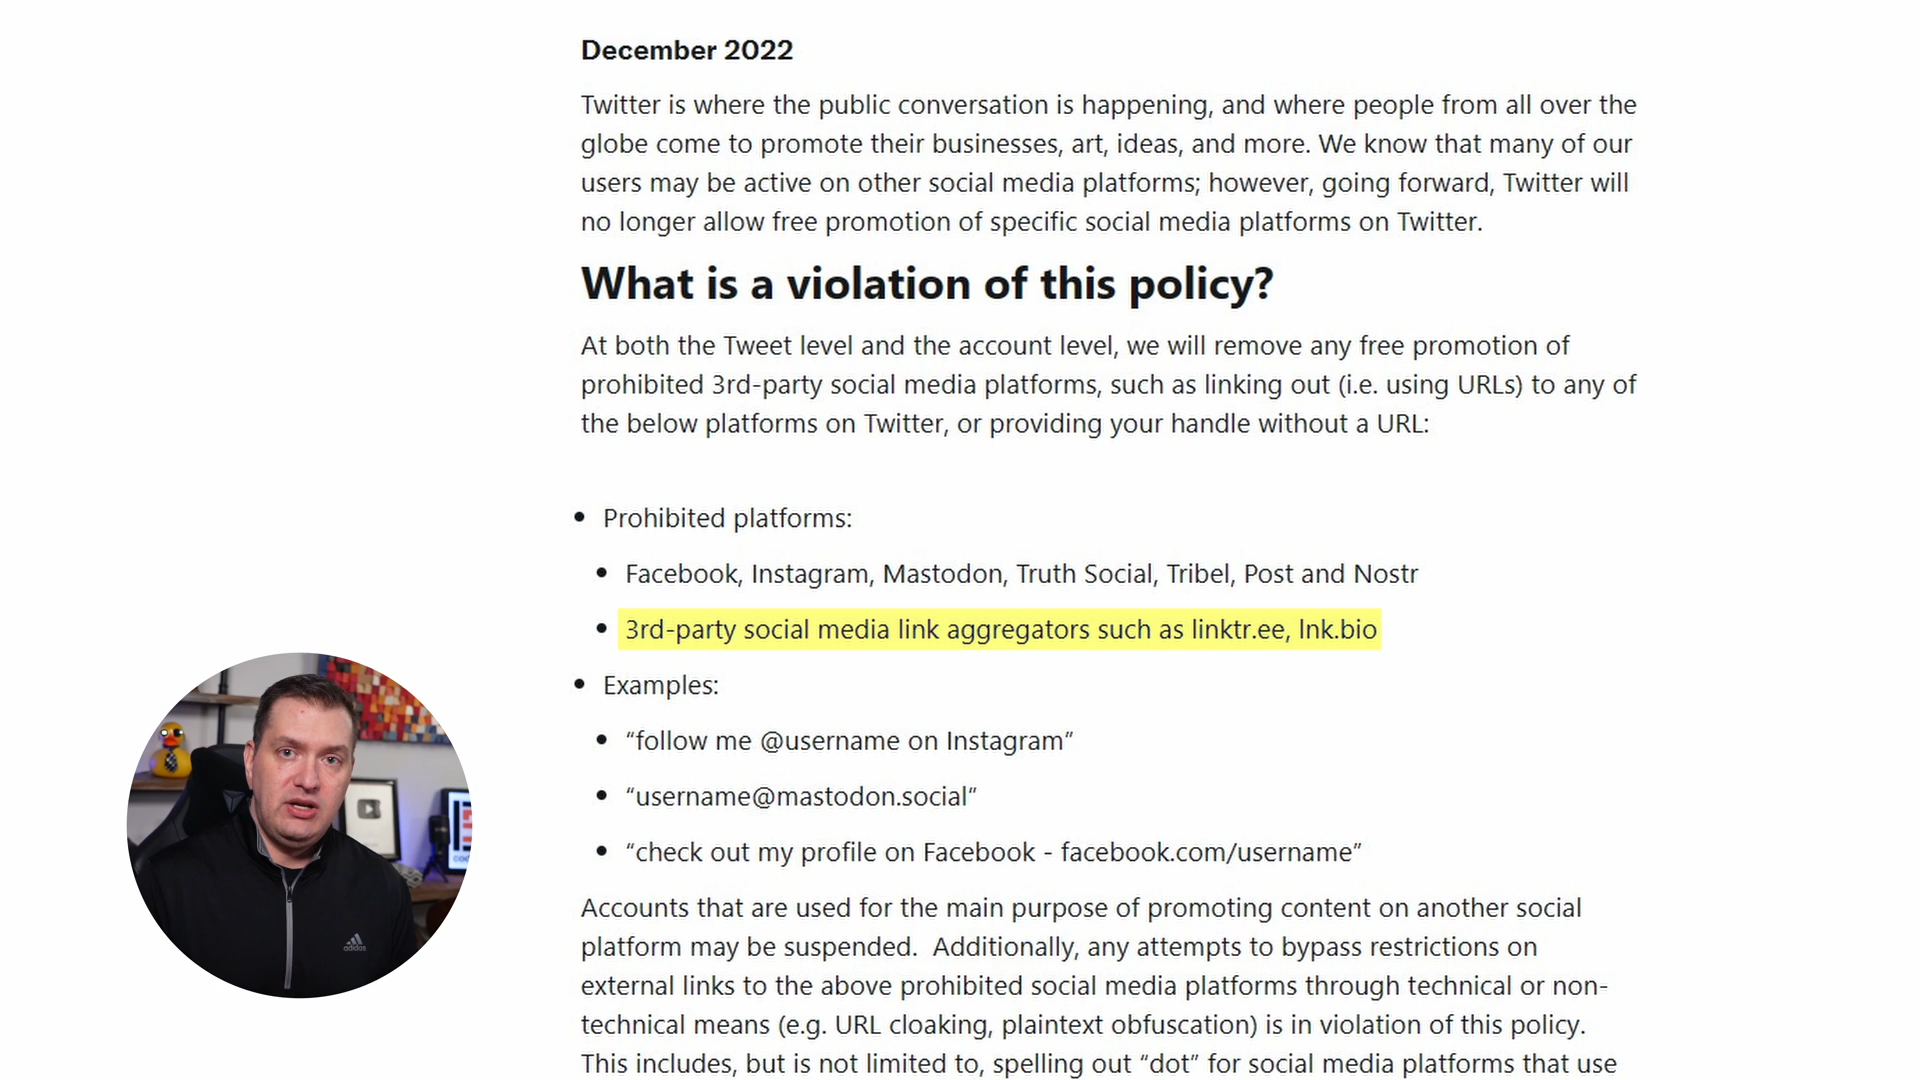 December 2022
Twitter is where the public conversation is happening, and where people from all over the
globe come to promote their businesses, art, ideas, and more. We know that many of our
users may be active on other social media platforms; however, going forward, Twitter will
no longer allow free promotion of specific social media platforms on Twitter.
What is a violation of this policy?
At both the Tweet level and the account level, we will remove any free promotion of
prohibited 3rd-party social media platforms, such as linking out (i.e. using URLs) to any of
the below platforms on Twitter, or providing your handle without a URL:
• Prohibited platforms:
• Facebook, Instagram, Mastodon, Truth Social, Tribel, Post and Nostr
• 3rd-party social media link aggregators such as linktr.ee, lnk.bio
• Examples:
• “follow me @username on Instagram”
• “username@mastodon.social”
• “check out my profile on Facebook - facebook.com/username”
Accounts that are used for the main purpose of promoting content on another social
platform may be suspended.  Additionally, any attempts to bypass restrictions on
external links to the above prohibited social media platforms through technical or non-
technical means (e.g. URL cloaking, plaintext obfuscation) is in violation of this policy.
This includes, but is not limited to, spelling out “dot” for social media platforms that use
adidas